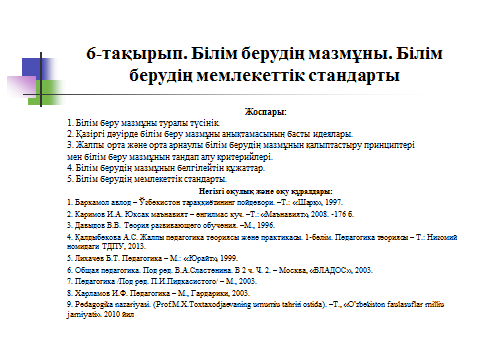 6-тақырып. Білім берудің мазмұны. Білім
берудің мемлекеттік стандарты
Жоспары:
1. Білім беру мазмұны туралы түсінік.
2. Қазіргі дәуірде білім беру мазмұны анықтамасының басты идеялары.
3. Жалпы орта және орта арнаулы білім берудің мазмұнын қалыптастыру принциптері
мен білім беру мазмұнын таңдап алу критерийлері.
4. Білім берудің мазмұнын белгілейтін құжаттар.
5. Білім берудің мемлекеттік стандарты.
Негізгі оқулық және оқу құралдары:
1. Баркамол авлод – Ўзбекистон тараққиётининг пойдевори. –Т.: «Шарқ», 1997.
2. Каримов И.А. Юксак маънавият – енгилмас куч. –Т.: «Маънавият», 2008. -176 б.
3. Давыдов В.В. Теория развивающего обучения. –М., 1996.
4. Қалдыбекова А.С. Жалпы педагогика теориясы және практикасы. 1-бөлім. Педагогика теориясы – Т.: Низомий
номидаги ТДПУ, 2013.
5. Лихачев Б.Т. Педагогика – М.: «Юрайт», 1999.
6. Общая педагогика. Под ред. В.А.Сластенина. В 2 ч. Ч. 2. – Москва, «ВЛАДОС», 2003.
7. Педагогика /Под ред. П.И.Пидкасистого/ – М., 2003.
8. Харламов И.Ф. Педагогика – М., Гардарики, 2003.
9. Pedagogika nazariyasi. (Prof.M.X.Toxtaxodjaevaning umumiy tahriri ostida). –T., «O'zbekiston faylasuflar milliy
jamiyati». 2010 йил